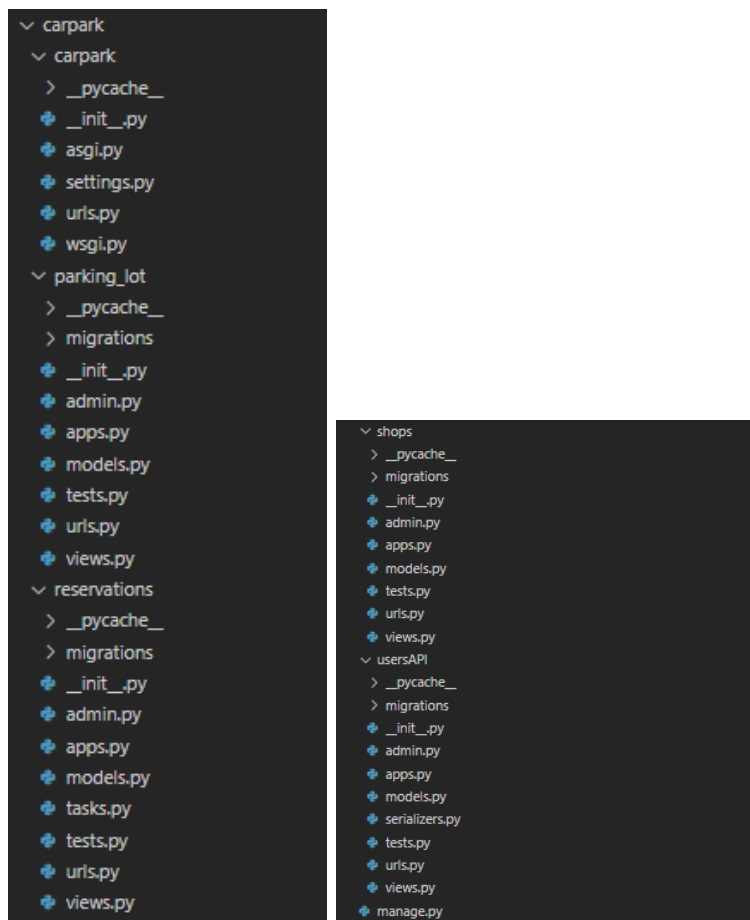 carpark
carpark
__pycache__
__init__.py
asgi.py
settings.py
urls.py
wsgi.py
parking_lot
__pycache__
migrations
__init__.py
admin.py
apps.py
models.py
tests.py
urls.py
views.py
reservations
__pycache__
migrations
__init__.py
admin.py
apps.py
models.py
tasks.py
tests.py
urls.py
views.py
shops
__pycache__
migrations
__init__.py
admin.py
apps.py
models.py
tests.py
urls.py
views.py
usersAPI
__pycache__
migrations
__init__.py
admin.py
apps.py
models.py
serializers.py
tests.py
urls.py
views.py
manage.py